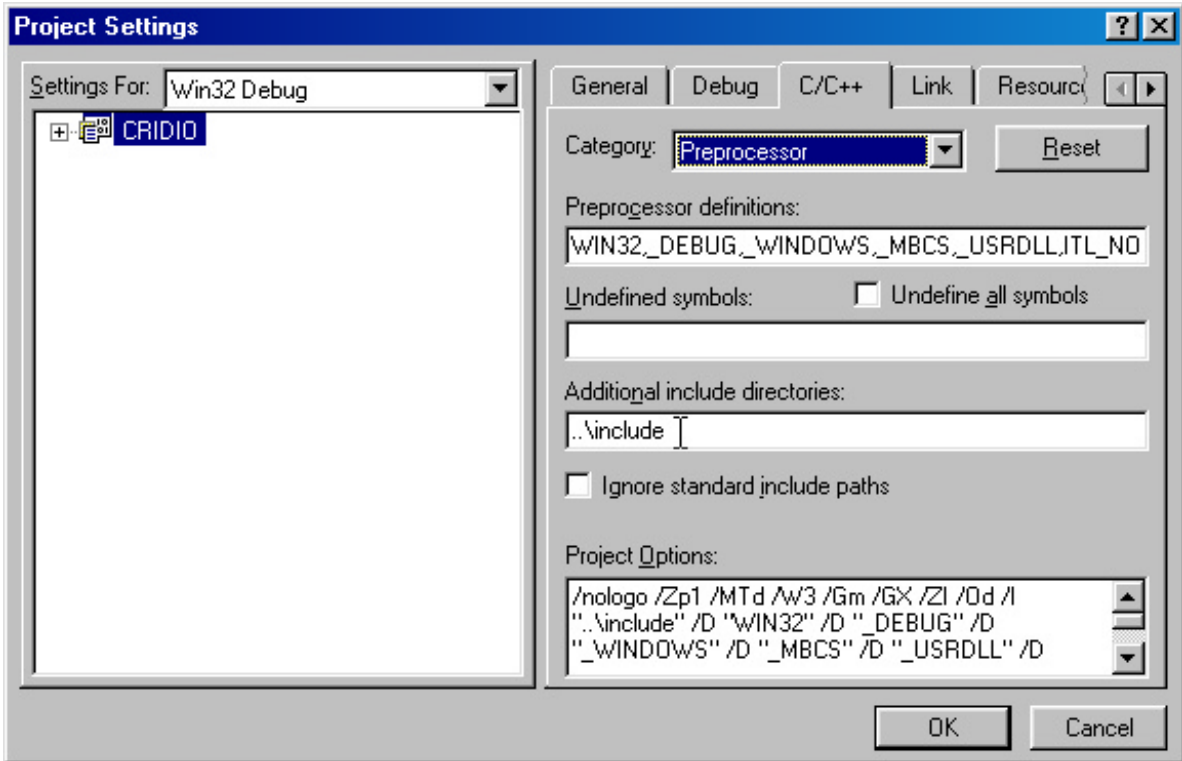 Project Settings
Settings For: Win32 Debug
CRIDIO
General Debug C/C++ Link Resourc
Category: Preprocessor Reset
Preprocessor definitions:
WIN32,_DEBUG,_WINDOWS,_MBCS,_USRDLL,ITL_NO
Undefined symbols: Undefine all symbols
Additional include directories:
..\include
Ignore standard include paths
Project Options:
/nologo /Zp1 /MTd /W3 /Gm /GX /ZI /Od /I
"..\include" /D "WIN32" /D "_DEBUG" /D
"_WINDOWS" /D "_MBCS" /D "_USRDLL" /D
OK Cancel